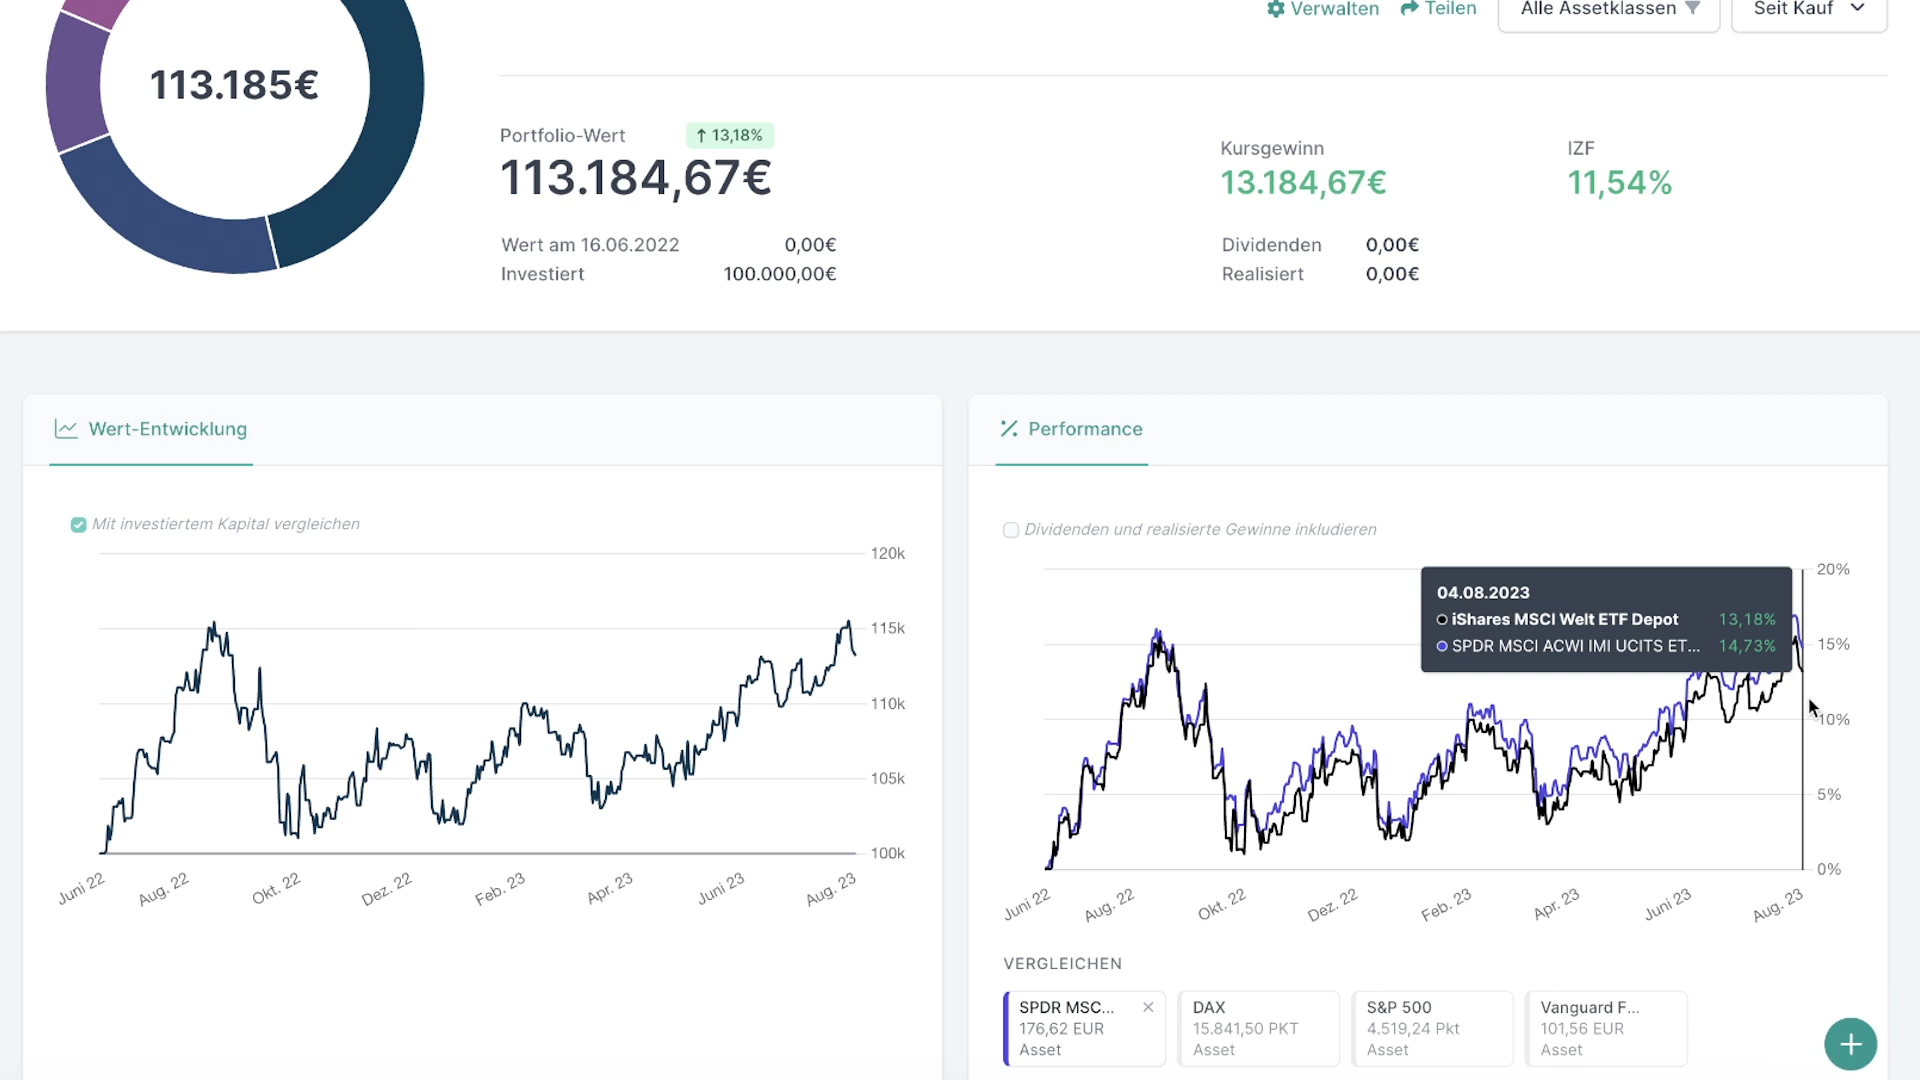 Verwalten
Teilen
Alle Assetklassen
Seit Kauf
113.185€
Portfolio-Wert
↑ 13,18%
113.184,67€
Wert am 16.06.2022 0,00€
Investiert 100.000,00€
Kursgewinn
13.184,67€
Dividenden 0,00€
Realisiert 0,00€
IZF
11,54%
Wert-Entwicklung
Mit investiertem Kapital vergleichen
120k
115k
110k
105k
100k
Juni 22
Aug. 22
Okt. 22
Dez. 22
Feb. 23
Apr. 23
Juni 23
Aug. 23
Performance
Dividenden und realisierte Gewinne inkludieren
04.08.2023
iShares MSCI Welt ETF Depot 13,18%
SPDR MSCI ACWI IMI UCITS ET... 14,73%
20%
15%
10%
5%
0%
Juni 22
Aug. 22
Okt. 22
Dez. 22
Feb. 23
Apr. 23
Juni 23
Aug. 23
VERGLEICHEN
SPDR MSC...
176,62 EUR
Asset
DAX
15.841,50 PKT
Asset
S&P 500
4.519,24 Pkt
Asset
Vanguard F...
101,56 EUR
Asset